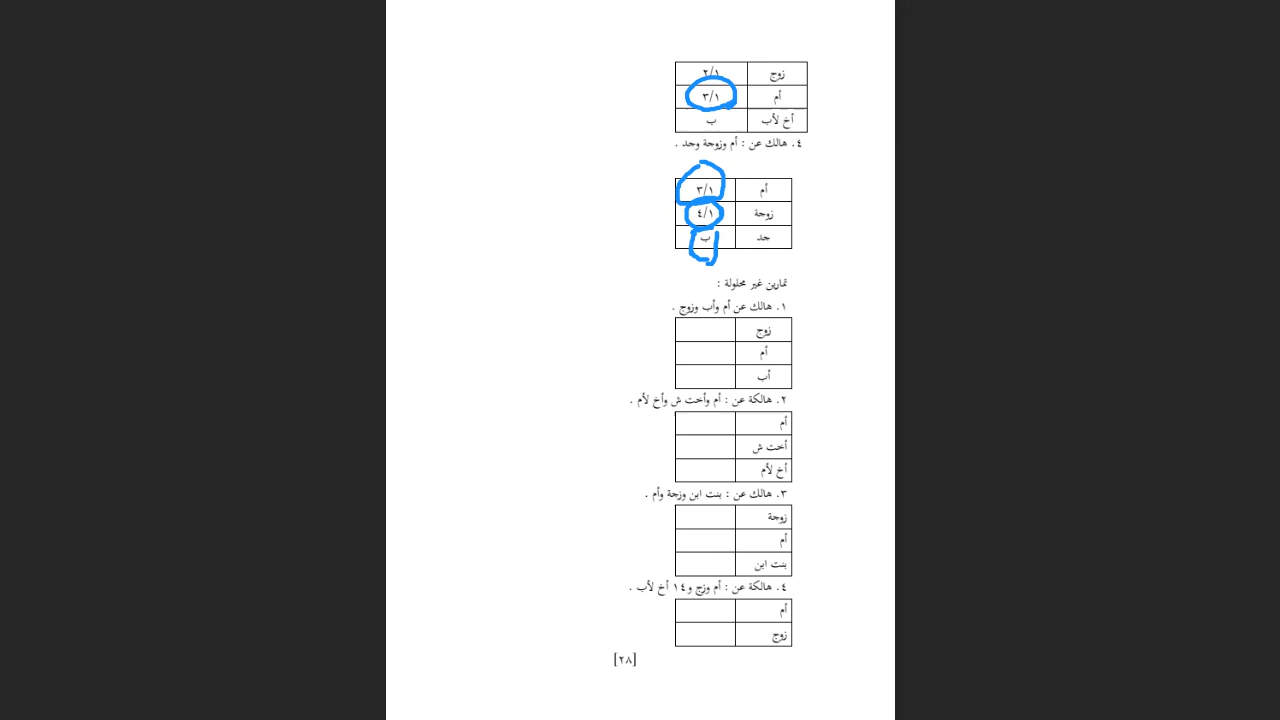 زوج ٢/١
أم ٣/١
أخ لأب ب
٤. هالك عن : أم وزوجة وجد .
أم ٣/١
زوجة ٤/١
جد ب
تمارين غير محلولة :
١. هالك عن أم وأب وزوج .
زوج
أم
أب
٢. هالكة عن : أم وأخت ش وأخ لأم .
أم
أخت ش
أخ لأم
٣. هالك عن : بنت ابن وزجة وأم .
زوجة
أم
بنت ابن
٤. هالكة عن : أم وزج و١٤ أخ لأب .
أم
زوج
[٢٨]